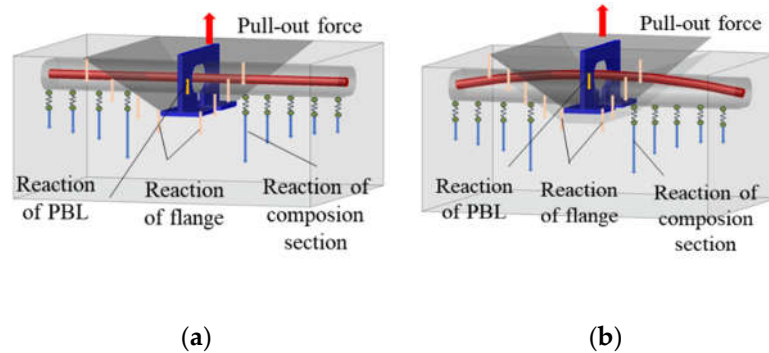 Pull-out force
Reaction
of PBL
Reaction
of flange
Reaction of
composion
section
(a)
Pull-out force
Reaction
of PBL
Reaction
of flange
Reaction of
composion
section
(b)